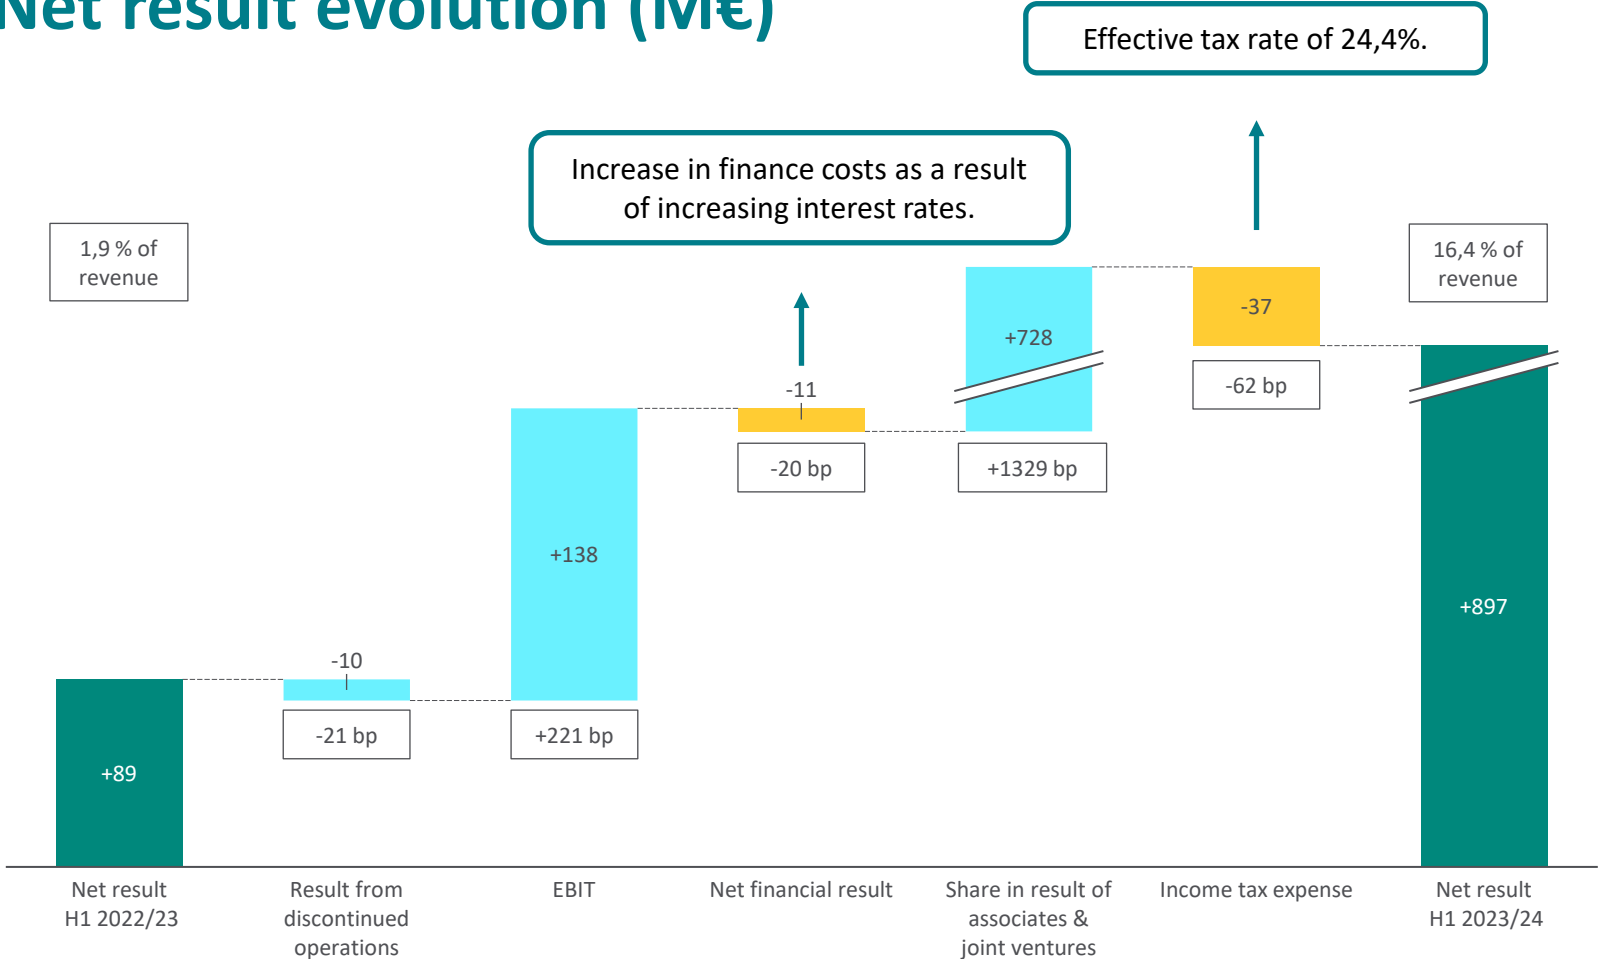 Net result evolution (M€)
Effective tax rate of 24,4%.
Increase in finance costs as a result
of increasing interest rates.
1,9 % of
revenue
16,4 % of
revenue
-37
+728
-62 bp
-11
-20 bp
+1329 bp
+138
+897
-10
-21 bp
+221 bp
+89
Net result
H1 2022/23
Result from
discontinued
operations
EBIT
Net financial result
Share in result of
associates &
joint ventures
Income tax expense
Net result
H1 2023/24